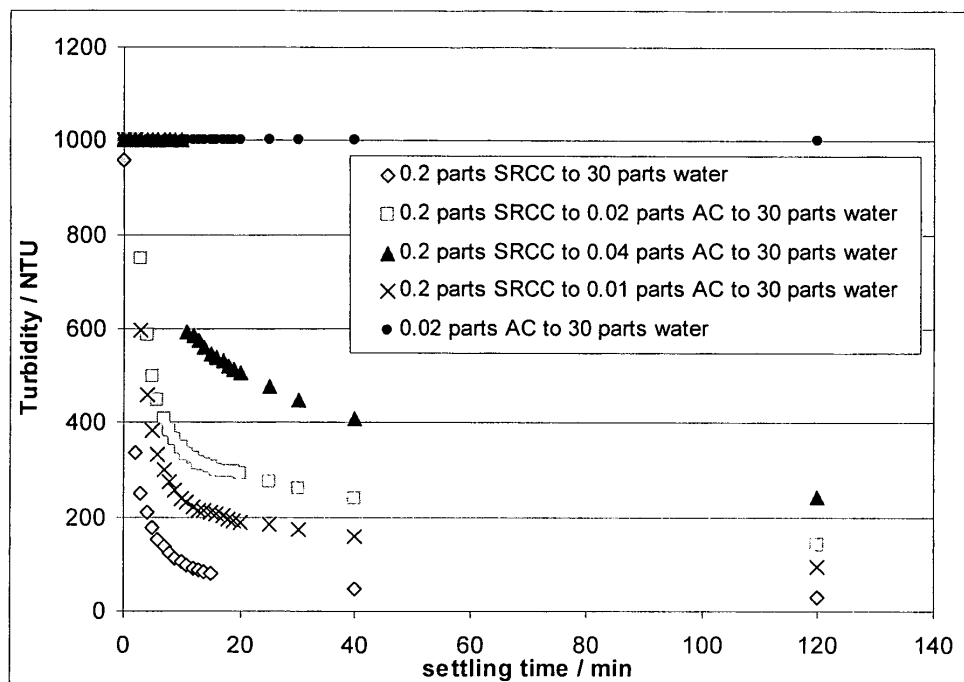 1200
1000
800
600
400
200
0
Turbidity / NTU
0.2 parts SRCC to 30 parts water
0.2 parts SRCC to 0.02 parts AC to 30 parts water
0.2 parts SRCC to 0.04 parts AC to 30 parts water
0.2 parts SRCC to 0.01 parts AC to 30 parts water
0.02 parts AC to 30 parts water
0 20 40 60 80 100 120 140
settling time / min